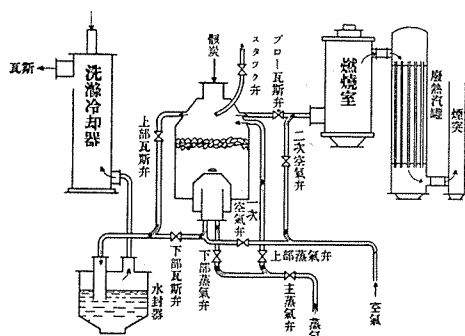 瓦斯
洗滌冷却器
骸炭
スタツク弁
ブロー瓦斯弁
燃焼室
廢熱汽罐
煙突
上部瓦斯弁
二次空氣弁
一次空氣弁
下部瓦斯弁
下部蒸氣弁
上部蒸氣弁
主蒸氣弁
水封器
蒸氣
空氣